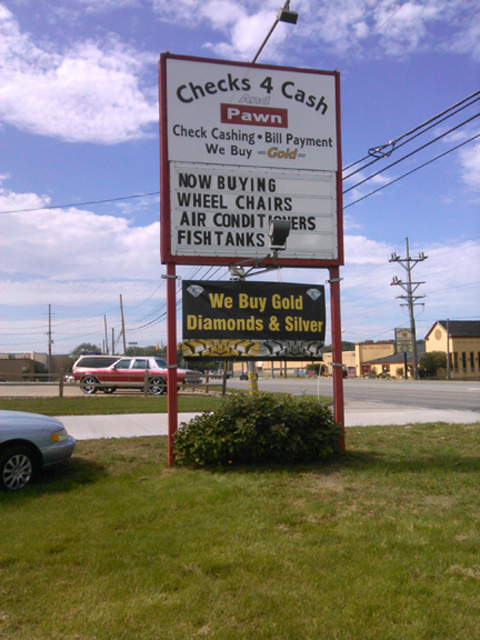 Checks 4 Cash
And
Pawn
Check Cashing • Bill Payment
We Buy Gold
NOW BUYING
WHEEL CHAIRS
AIR CONDITIONERS
FISHTANKS
We Buy Gold
Diamonds & Silver